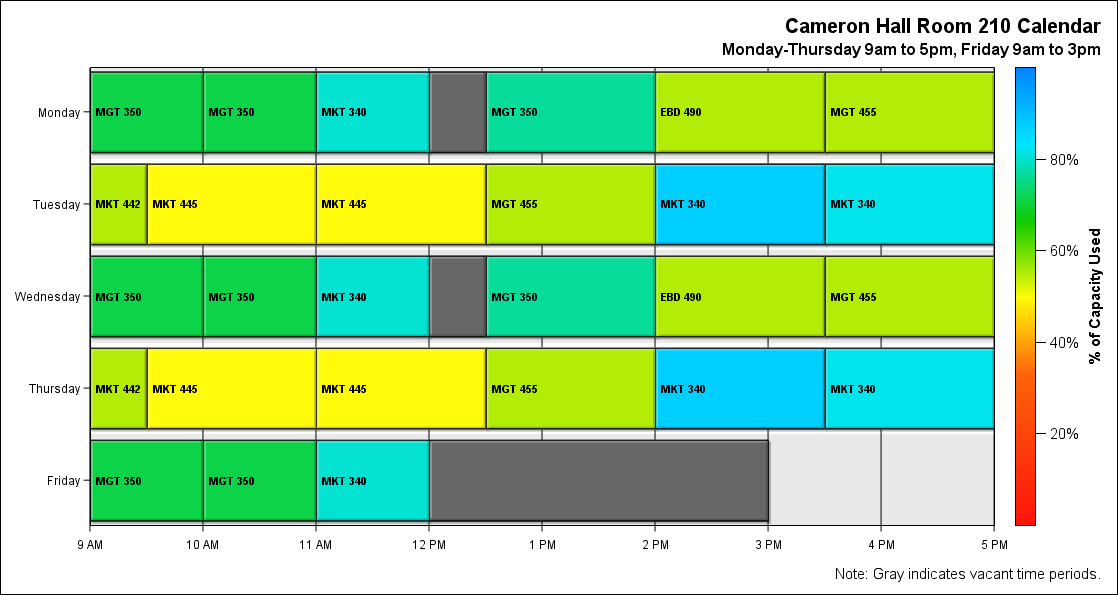 Cameron Hall Room 210 Calendar
Monday-Thursday 9am to 5pm, Friday 9am to 3pm
Monday MGT 350 MGT 350 MKT 340 MGT 350 EBD 490 MGT 455
80%
Tuesday MKT 442 MKT 445 MKT 445 MGT 455 MKT 340 MKT 340
60%
% of Capacity Used
Wednesday MGT 350 MGT 350 MKT 340 MGT 350 EBD 490 MGT 455
40%
Thursday MKT 442 MKT 445 MKT 445 MGT 455 MKT 340 MKT 340
20%
Friday MGT 350 MGT 350 MKT 340
9 AM 10 AM 11 AM 12 PM 1 PM 2 PM 3 PM 4 PM 5 PM
Note: Gray indicates vacant time periods.